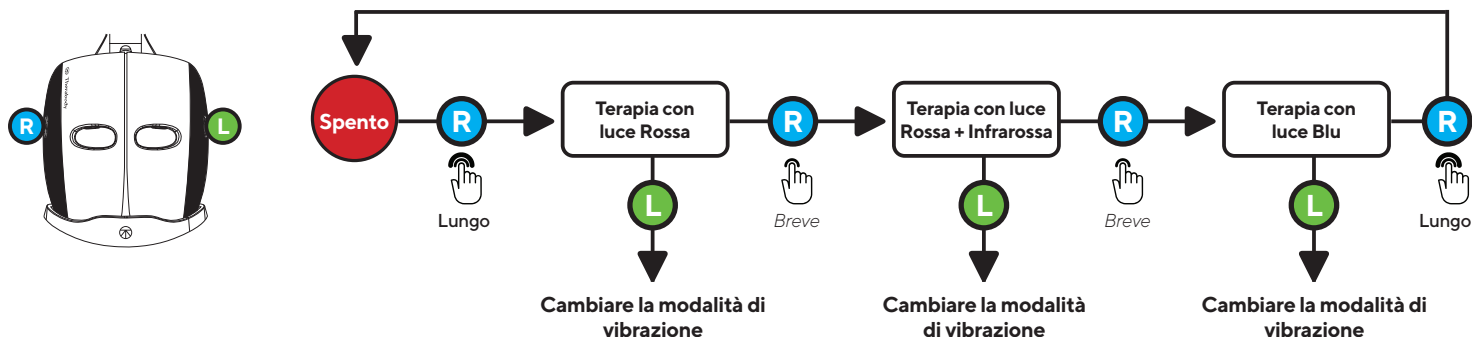 Therabody
R
L
Spento
R
Lungo
Terapia con
luce Rossa
L
Cambiare la modalità di
vibrazione
R
Breve
Terapia con luce
Rossa + Infrarossa
L
Cambiare la modalità
di vibrazione
R
Breve
Terapia con
luce Blu
L
Cambiare la modalità di
vibrazione
R
Lungo